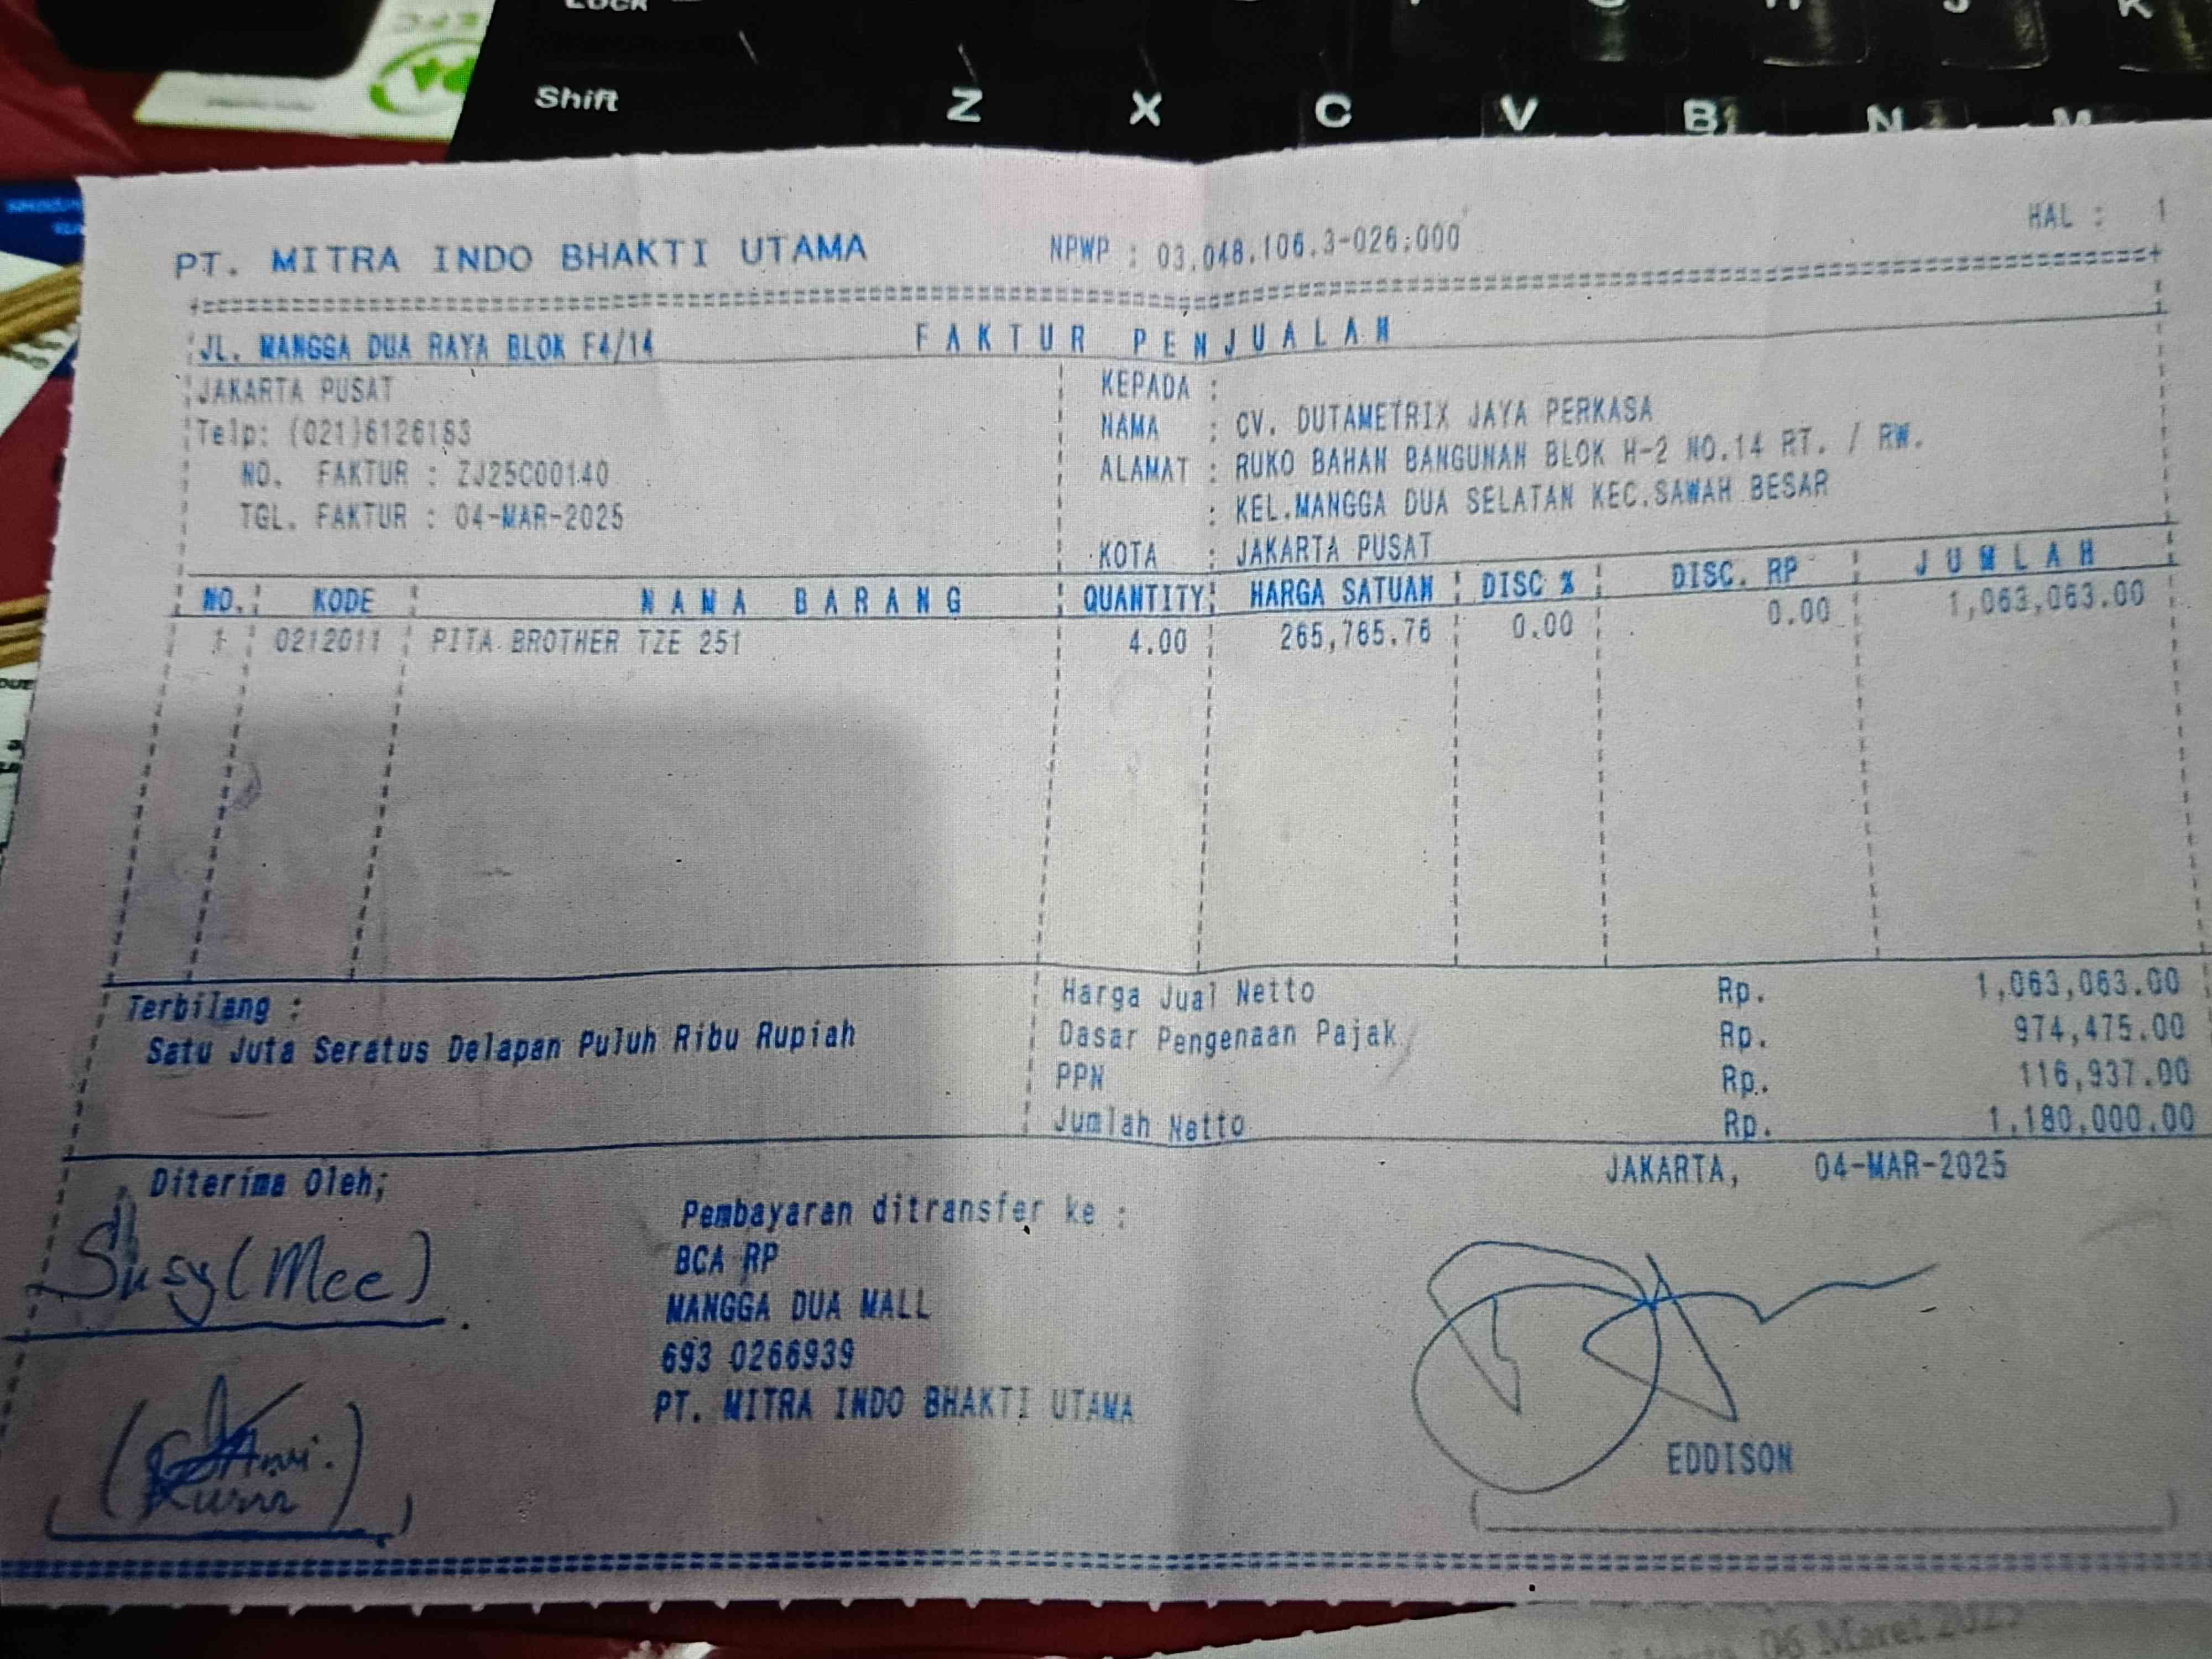 Lock
Shift Z X C V B N M
PT. MITRA INDO BHAKTI UTAMA NPWP : 03.048.106.3-026.000 HAL : 1
JL. MANGGA DUA RAYA BLOK F4/14 FAKTUR PENJUALAN
JAKARTA PUSAT
Telp: (021)6126183
NO. FAKTUR : ZJ25C00140
TGL. FAKTUR : 04-MAR-2025
KEPADA :
NAMA : CV. DUTAMETRIX JAYA PERKASA
ALAMAT : RUKO BAHAN BANGUNAN BLOK H-2 NO.14 RT. / RW.
: KEL.MANGGA DUA SELATAN KEC.SAWAH BESAR
KOTA : JAKARTA PUSAT
NO. KODE NAMA BARANG QUANTITY HARGA SATUAN DISC % DISC. RP JUMLAH
1 0212011 PITA BROTHER TZE 251 4.00 265,765.76 0.00 0.00 1,063,063.00
Terbilang :
Satu Juta Seratus Delapan Puluh Ribu Rupiah
Harga Jual Netto Rp. 1,063,063.00
Dasar Pengenaan Pajak Rp. 974,475.00
PPN Rp. 116,937.00
Jumlah Netto Rp. 1,180,000.00
JAKARTA, 04-MAR-2025
Diterima Oleh;
Susy (Mee)
Pembayaran ditransfer ke :
BCA RP
MANGGA DUA MALL
693 0266939
PT. MITRA INDO BHAKTI UTAMA
EDDISON
06 Maret 2025